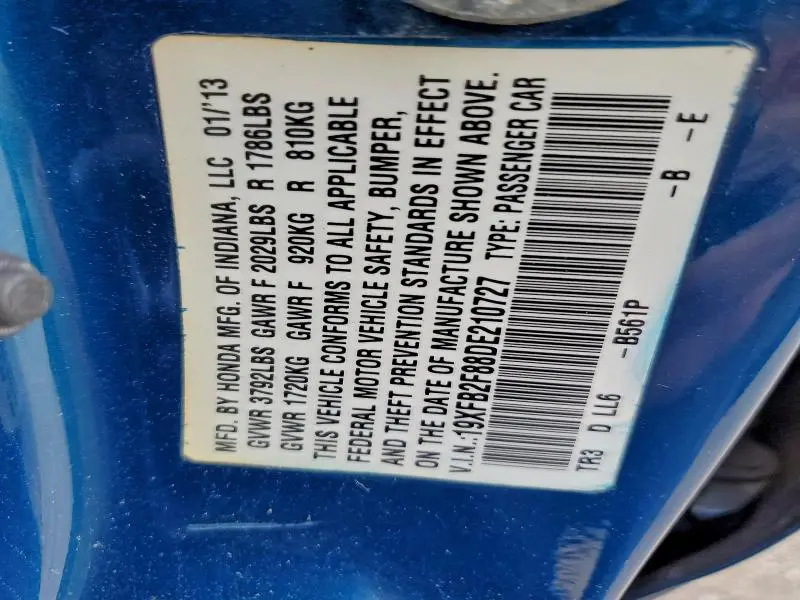 MFD. BY HONDA MFG. OF INDIANA, LLC 01/'13
GVWR 3792LBS GAWR F 2029LBS R 1786LBS
GVWR 1720KG GAWR F 920KG R 810KG
THIS VEHICLE CONFORMS TO ALL APPLICABLE
FEDERAL MOTOR VEHICLE SAFETY, BUMPER,
AND THEFT PREVENTION STANDARDS IN EFFECT
ON THE DATE OF MANUFACTURE SHOWN ABOVE.
V.I.N.:19XFB2F88DE210727 TYPE: PASSENGER CAR
TR3 D LL6 -B561P -B -E